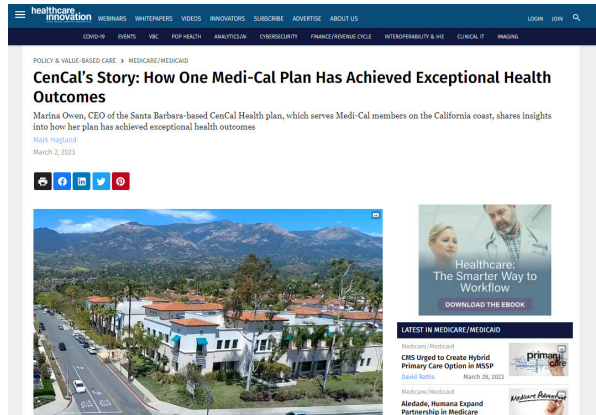 healthcare innovation
WEBINARS WHITEPAPERS VIDEOS INNOVATORS SUBSCRIBE ADVERTISE ABOUT US
LOGIN JOIN
COVID-19 EVENTS VBC POP HEALTH ANALYTICS/AI CYBERSECURITY FINANCE/REVENUE CYCLE INTEROPERABILITY & HIE CLINICAL IT IMAGING
POLICY & VALUE-BASED CARE > MEDICARE/MEDICAID
CenCal's Story: How One Medi-Cal Plan Has Achieved Exceptional Health
Outcomes
Marina Owen, CEO of the Santa Barbara-based CenCal Health plan, which serves Medi-Cal members on the California coast, shares insights
into how her plan has achieved exceptional health outcomes
Mark Hagland
March 2, 2023
Healthcare:
The Smarter Way to
Workflow
DOWNLOAD THE EBOOK
LATEST IN MEDICARE/MEDICAID
Medicare/Medicaid
CMS Urged to Create Hybrid
Primary Care Option in MSSP
David Raths March 28, 2023
primary
care
Medicare/Medicaid
Aledade, Humana Expand
Partnership in Medicare
Medicare Advantage